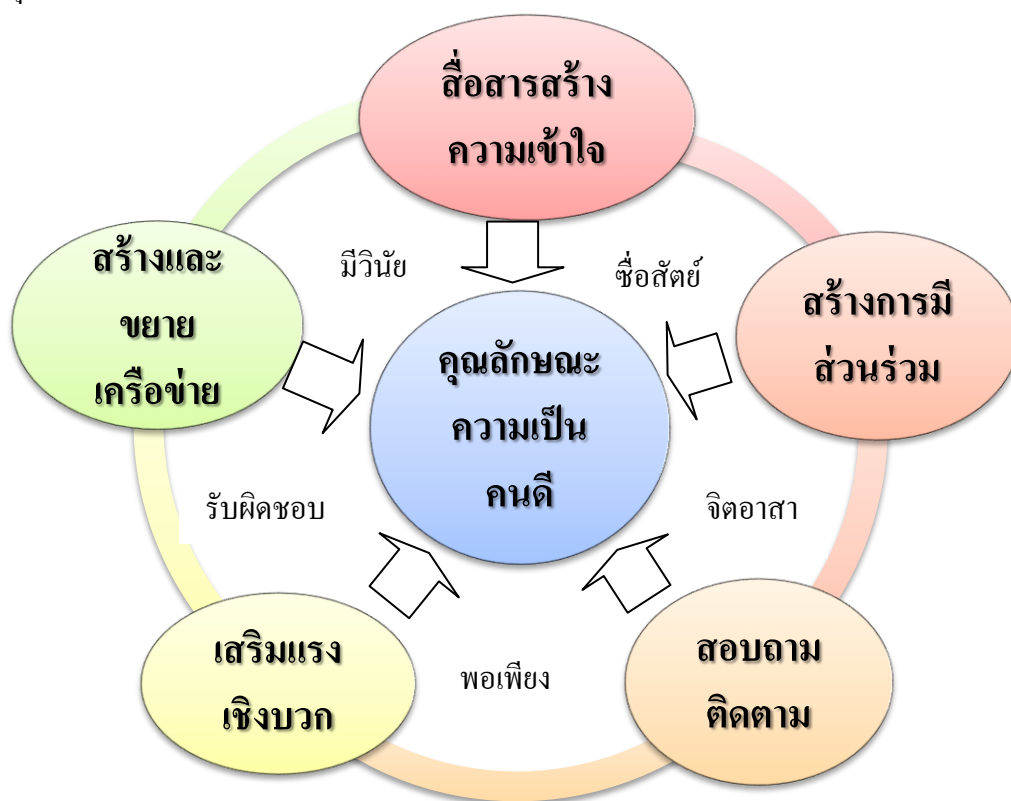 สื่อสารสร้าง
ความเข้าใจ
สร้างและ
ขยาย
เครือข่าย
มีวินัย
ซื่อสัตย์
สร้างการมี
ส่วนร่วม
คุณลักษณะ
ความเป็น
คนดี
รับผิดชอบ
จิตอาสา
เสริมแรง
เชิงบวก
พอเพียง
สอบถาม
ติดตาม